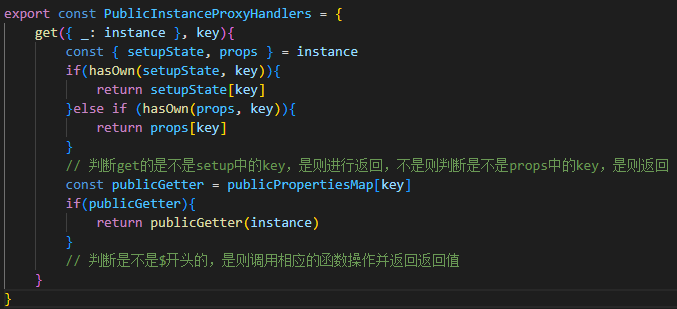 export const PublicInstanceProxyHandlers = {
    get({ _: instance }, key){
        const { setupState, props } = instance
        if(hasOwn(setupState, key)){
            return setupState[key]
        }else if (hasOwn(props, key)){
            return props[key]
        }
        // 判断get的是不是setup中的key，是则进行返回，不是则判断是不是props中的key，是则返回
        const publicGetter = publicPropertiesMap[key]
        if(publicGetter){
            return publicGetter(instance)
        }
        // 判断是不是$开头的，是则调用相应的函数操作并返回返回值
    }
}